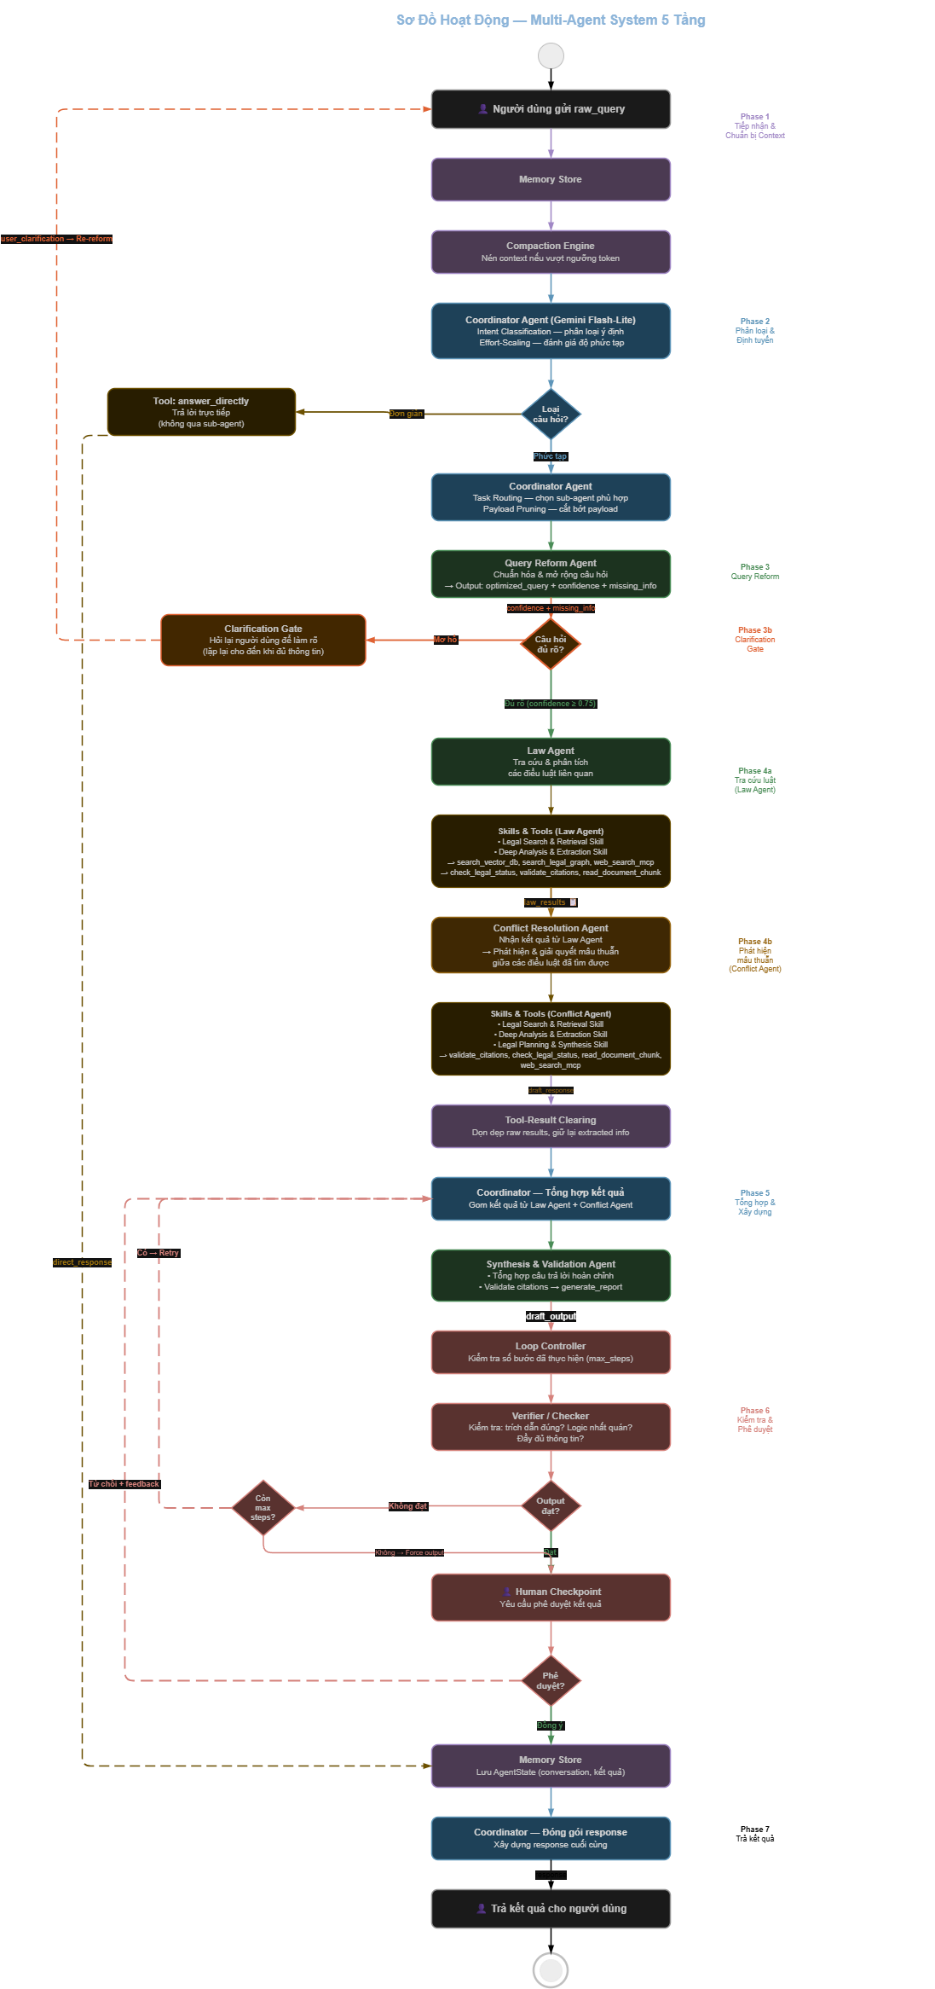 Sơ Đồ Hoạt Động — Multi-Agent System 5 Tầng
Người dùng gửi raw_query
Phase 1
Tiếp nhận &
Chuẩn bị Context
Memory Store
user_clarification → Re-reform
Compaction Engine
Nén context nếu vượt ngưỡng token
Coordinator Agent (Gemini Flash-Lite)
Intent Classification — phân loại ý định
Effort-Scaling — đánh giá độ phức tạp
Phase 2
Phân loại &
Định tuyến
Tool: answer_directly
Trả lời trực tiếp
(không qua sub-agent)
Đơn giản
Loại
câu hỏi?
Phức tạp
Coordinator Agent
Task Routing — chọn sub-agent phù hợp
Payload Pruning — cắt bớt payload
Query Reform Agent
Chuẩn hóa & mở rộng câu hỏi
→ Output: optimized_query + confidence + missing_info
Phase 3
Query Reform
confidence + missing_info
Clarification Gate
Hỏi lại người dùng để làm rõ
(lặp lại cho đến khi đủ thông tin)
Mơ hồ
Câu hỏi
đủ rõ?
Phase 3b
Clarification
Gate
Đủ rõ (confidence ≥ 0.75)
Law Agent
Tra cứu & phân tích
các điều luật liên quan
Phase 4a
Tra cứu luật
(Law Agent)
Skills & Tools (Law Agent)
• Legal Search & Retrieval Skill
• Deep Analysis & Extraction Skill
→ search_vector_db, search_legal_graph, web_search_mcp
→ check_legal_status, validate_citations, read_document_chunk
law_results
Conflict Resolution Agent
Nhận kết quả từ Law Agent
→ Phát hiện & giải quyết mâu thuẫn
giữa các điều luật đã tìm được
Phase 4b
Phát hiện
mâu thuẫn
(Conflict Agent)
Skills & Tools (Conflict Agent)
• Legal Search & Retrieval Skill
• Deep Analysis & Extraction Skill
• Legal Planning & Synthesis Skill
→ validate_citations, check_legal_status, read_document_chunk,
web_search_mcp
draft_response
Tool-Result Clearing
Dọn dẹp raw results, giữ lại extracted info
Coordinator — Tổng hợp kết quả
Gom kết quả từ Law Agent + Conflict Agent
Phase 5
Tổng hợp &
Xây dựng
Có → Retry
direct_response
Synthesis & Validation Agent
• Tổng hợp câu trả lời hoàn chỉnh
• Validate citations → generate_report
draft_output
Loop Controller
Kiểm tra số bước đã thực hiện (max_steps)
Verifier / Checker
Kiểm tra: trích dẫn đúng? Logic nhất quán?
Đầy đủ thông tin?
Phase 6
Kiểm tra &
Phê duyệt
Từ chối + feedback
Còn
max
steps?
Không đạt
Output
đạt?
Không → Force output
Đạt
Human Checkpoint
Yêu cầu phê duyệt kết quả
Phê
duyệt?
Đồng ý
Memory Store
Lưu AgentState (conversation, kết quả)
Coordinator — Đóng gói response
Xây dựng response cuối cùng
Phase 7
Trả kết quả
Trả kết quả cho người dùng